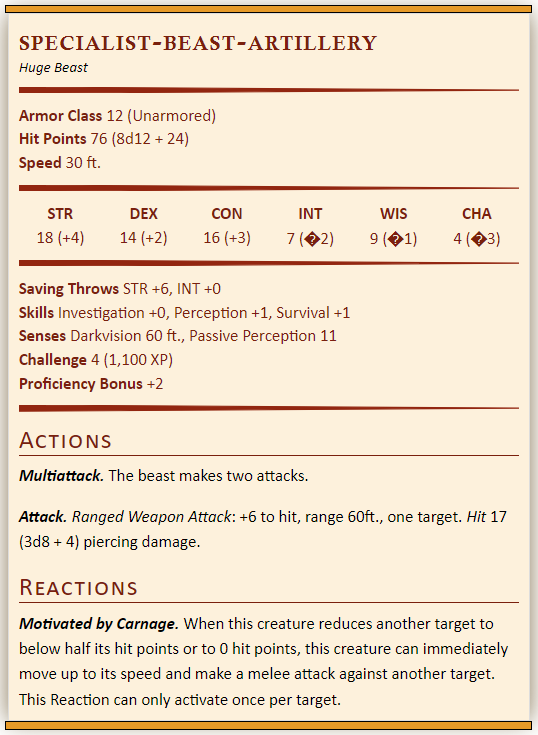 SPECIALIST-BEAST-ARTILLERY
Huge Beast
Armor Class 12 (Unarmored)
Hit Points 76 (8d12 + 24)
Speed 30 ft.
STR DEX CON INT WIS CHA
18 (+4) 14 (+2) 16 (+3) 7 (�2) 9 (�1) 4 (�3)
Saving Throws STR +6, INT +0
Skills Investigation +0, Perception +1, Survival +1
Senses Darkvision 60 ft., Passive Perception 11
Challenge 4 (1,100 XP)
Proficiency Bonus +2
Actions
Multiattack. The beast makes two attacks.
Attack. Ranged Weapon Attack: +6 to hit, range 60ft., one target. Hit 17
(3d8 + 4) piercing damage.
Reactions
Motivated by Carnage. When this creature reduces another target to
below half its hit points or to 0 hit points, this creature can immediately
move up to its speed and make a melee attack against another target.
This Reaction can only activate once per target.